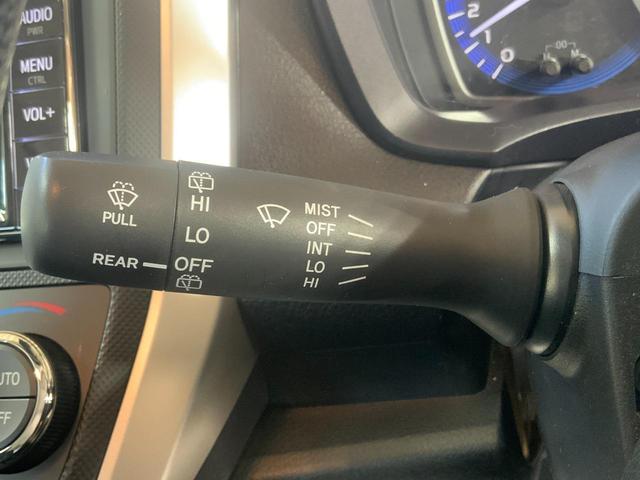 AUDIO
PWR
MENU
CTRL
VOL+
2
1
0
PULL
REAR
HI
LO
OFF
MIST
OFF
INT
LO
HI
AUTO